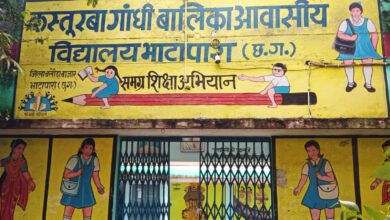 कस्तूरबा गांधी बालिका आवासीय
विद्यालय भाटापारा (छ.ग.)
जिला बलौदाबाजार
भाटापारा (छ.ग.)
समग्र शिक्षा अभियान